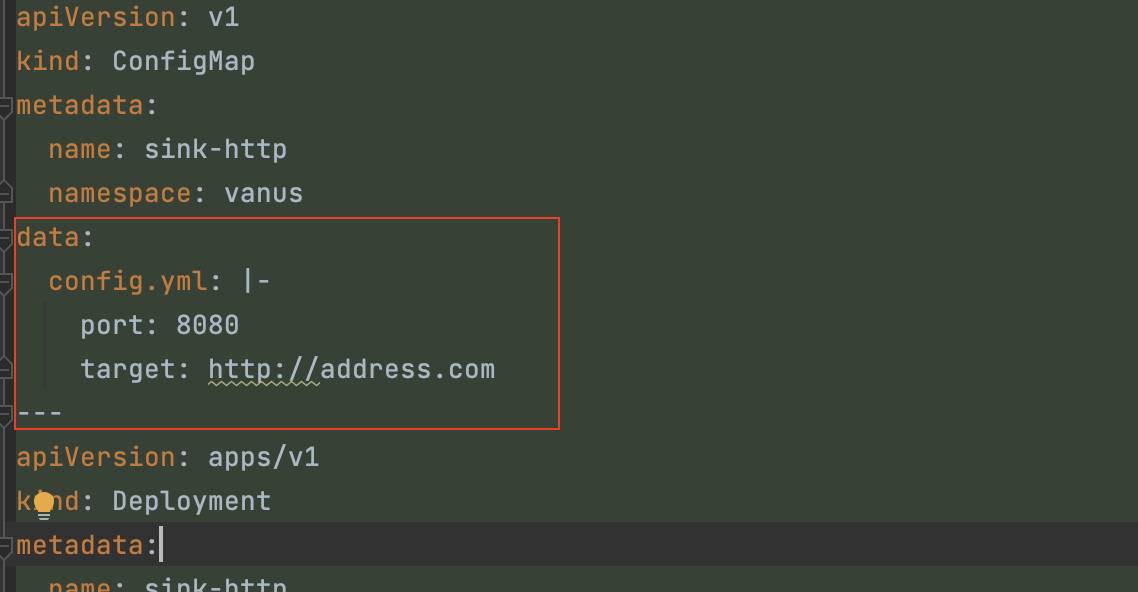 apiVersion: v1
kind: ConfigMap
metadata:
  name: sink-http
  namespace: vanus
data:
  config.yml: |-
    port: 8080
    target: http://address.com
---
apiVersion: apps/v1
kind: Deployment
metadata:
  name: sink-http